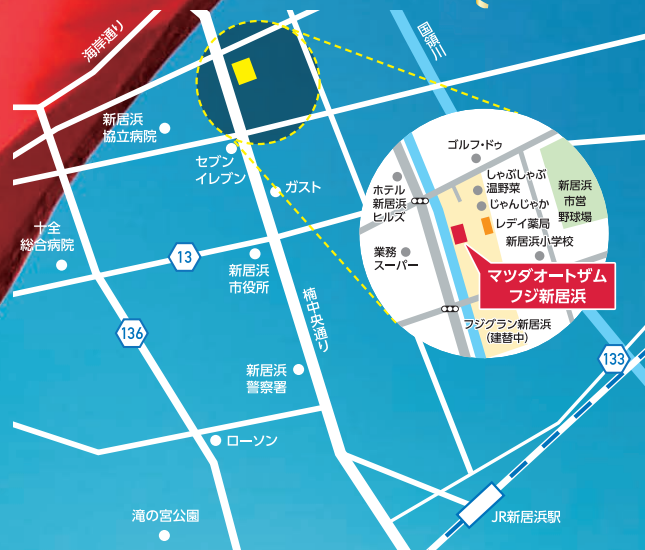 海岸通り
国領川
新居浜
協立病院
セブン
イレブン
ガスト
十全
総合病院
13
新居浜
市役所
楠中央通り
136
新居浜
警察署
ローソン
滝の宮公園
JR新居浜駅
133
ゴルフ・ドゥ
ホテル
新居浜
ヒルズ
しゃぶしゃぶ
温野菜
じゃんじゃか
レデイ薬局
新居浜
市営
野球場
新居浜小学校
業務
スーパー
マツダオートザム
フジ新居浜
フジグラン新居浜
(建替中)